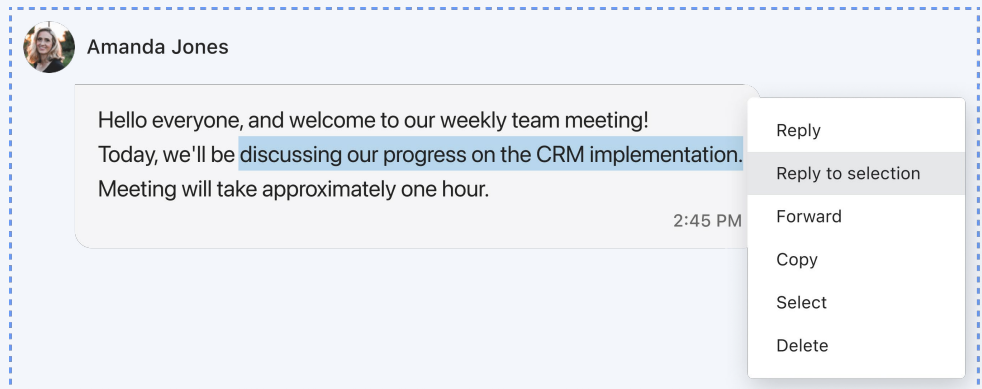 Amanda Jones
Hello everyone, and welcome to our weekly team meeting!
Today, we'll be discussing our progress on the CRM implementation.
Meeting will take approximately one hour.
2:45 PM
Reply
Reply to selection
Forward
Copy
Select
Delete